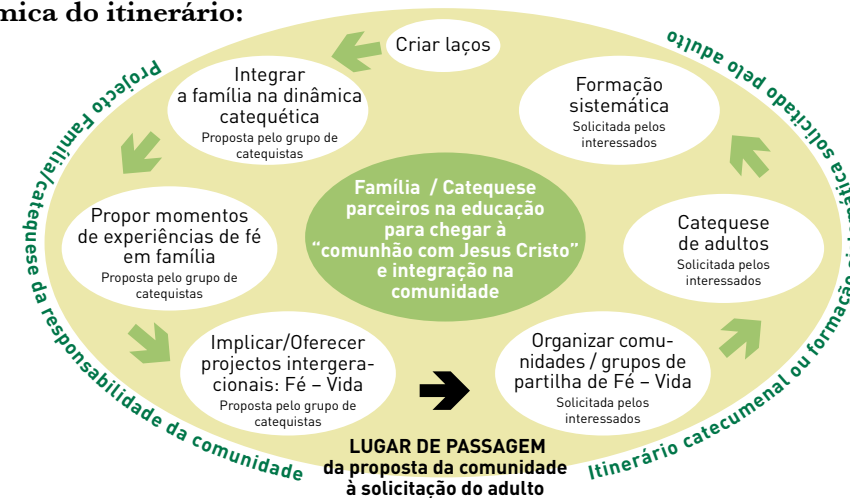 mica do itinerário:
Criar laços
Integrar
a família na dinâmica
catequética
Proposta pelo grupo de
catequistas
Propor momentos
de experiências de fé
em família
Proposta pelo grupo de
catequistas
Implicar/Oferecer
projectos intergera-
cionais: Fé – Vida
Proposta pelo grupo de
catequistas
Família / Catequese
parceiros na educação
para chegar à
“comunhão com Jesus Cristo”
e integração na
comunidade
LUGAR DE PASSAGEM
da proposta da comunidade
à solicitação do adulto
Organizar comu-
nidades / grupos de
partilha de Fé – Vida
Solicitada pelos
interessados
Catequese
de adultos
Solicitada pelos
interessados
Formação
sistemática
Solicitada pelos
interessados
Projecto Família/catequese da responsabilidade da comunidade
Itinerário catecumenal ou formação solicitado pelo adulto